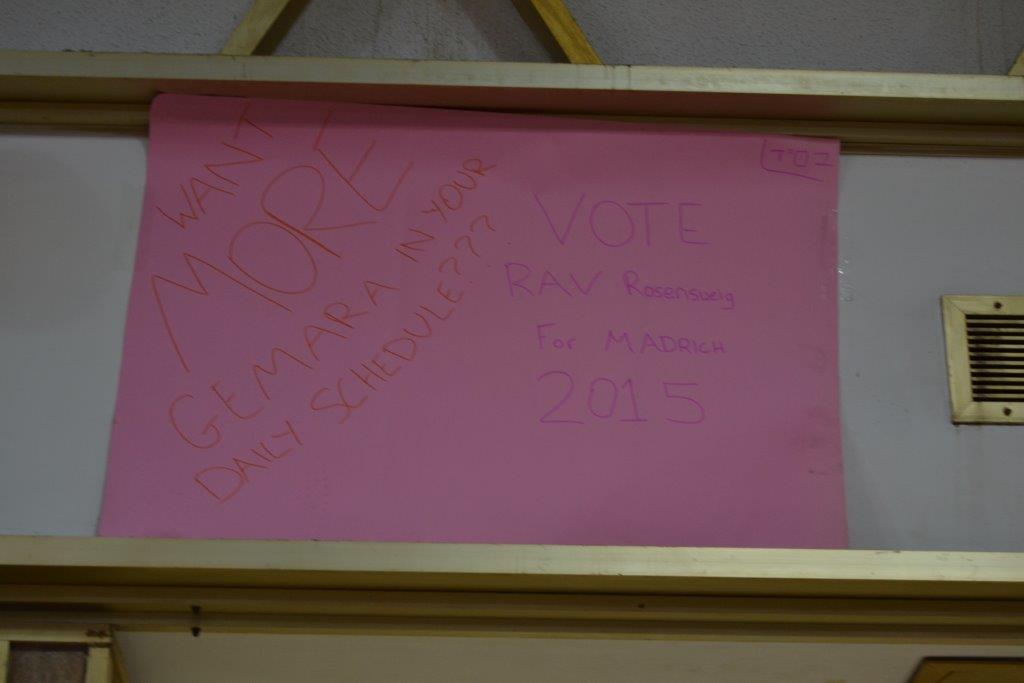 WANT
MORE
GEMARA IN YOUR
DAILY SCHEDULE???
VOTE
RAV Rosensweig
For MADRICH
2015